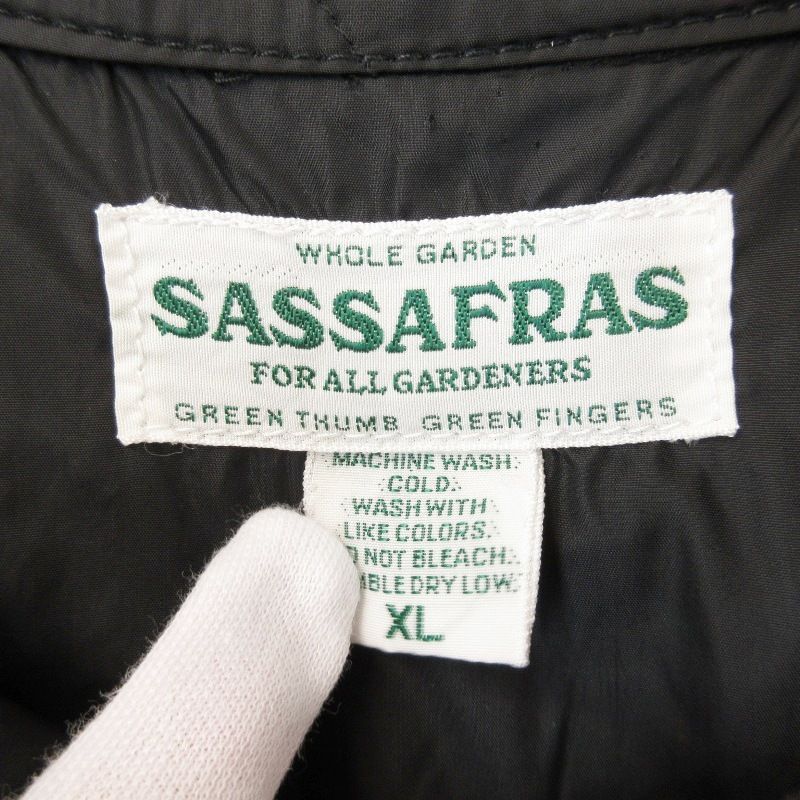 WHOLE GARDEN
SASSAFRAS
FOR ALL GARDENERS
GREEN THUMB GREEN FINGERS
MACHINE WASH
COLD.
WASH WITH
LIKE COLORS.
NOT BLEACH.
DRY LOW.
XL